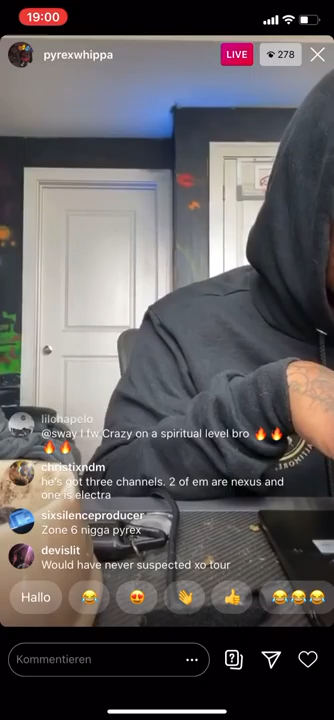 19:00
pyrexwhippa
LIVE
278
lilohapelo
@sway I fw Crazy on a spiritual level bro 🔥🔥
🔥🔥
christixndm
he's got three channels. 2 of em are nexus and
one is electra
sixsilenceproducer
Zone 6 nigga pyrex
devislit
Would have never suspected xo tour
Hallo
😂 😍 👋 👍 😂😂😂
Kommentieren